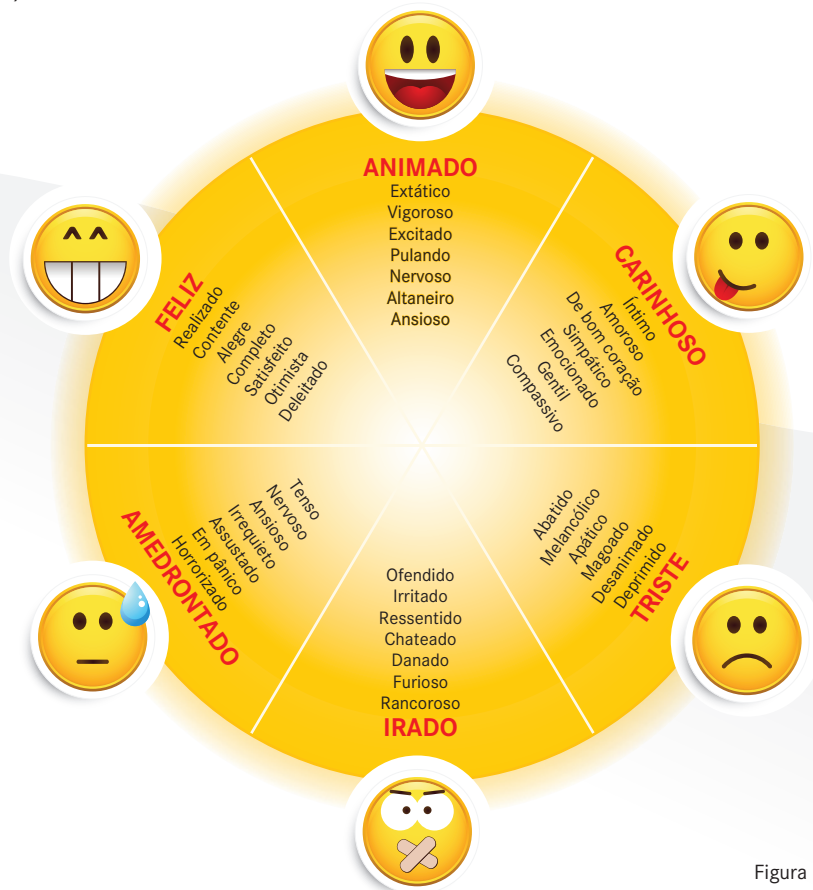 ANIMADO
Extático
Vigoroso
Excitado
Pulando
Nervoso
Altaneiro
Ansioso
CARINHOSO
Íntimo
Amoroso
De bom coração
Simpático
Emocionado
Gentil
Compassivo
Abatido
Melancólico
Apático
Magoado
Desanimado
Deprimido
TRISTE
Ofendido
Irritado
Ressentido
Chateado
Danado
Furioso
Rancoroso
IRADO
Tenso
Nervoso
Ansioso
Irrequieto
Assustado
Em pânico
Horrorizado
AMEDRONTADO
FELIZ
Realizado
Contente
Alegre
Completo
Satisfeito
Otimista
Deleitado
Figura